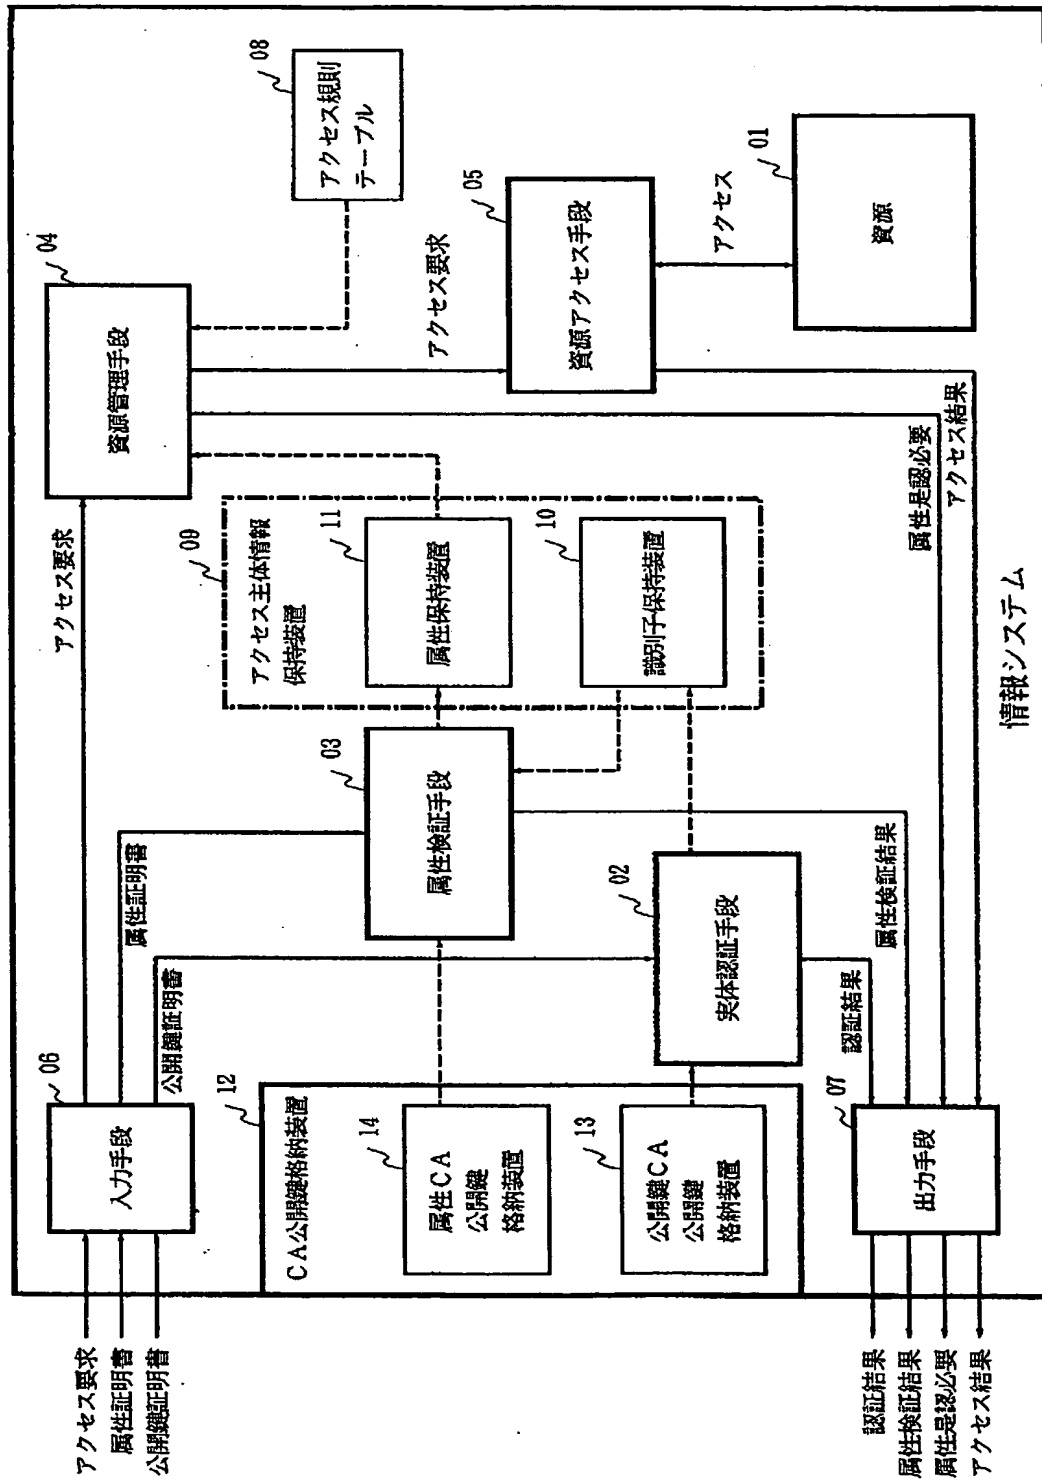 アクセス要求
属性証明書
公開鍵証明書
06
入力手段
アクセス要求
属性証明書
公開鍵証明書
04
資源管理手段
08
アクセス規則
テーブル
アクセス要求
09
アクセス主体情報
保持装置
11
属性保持装置
10
識別子保持装置
03
属性検証手段
05
資源アクセス手段
アクセス
01
資源
12
CA公開鍵格納装置
14
属性CA
公開鍵
格納装置
13
公開鍵CA
公開鍵
格納装置
02
実体認証手段
認証結果
属性検証結果
属性是認必要
アクセス結果
07
出力手段
認証結果
属性検証結果
属性是認必要
アクセス結果
情報システム